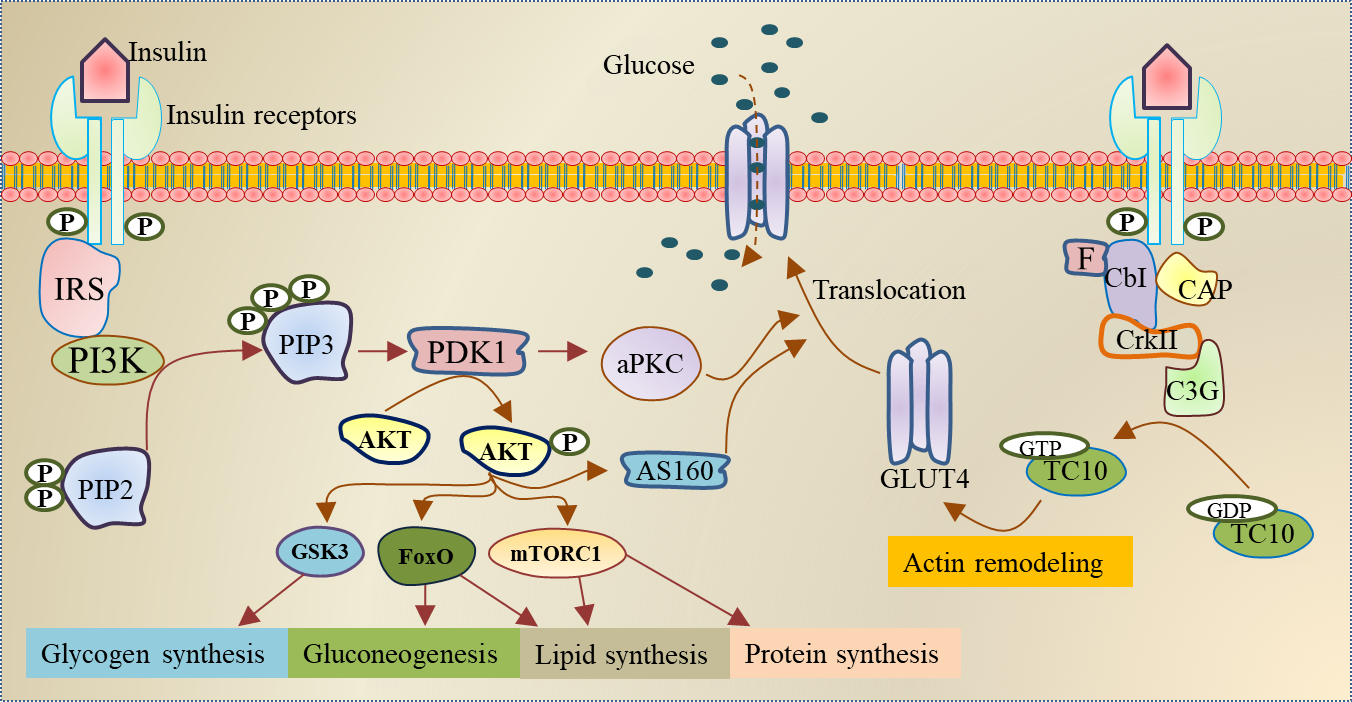 Insulin
Insulin receptors
Glucose
P
P
P
P
IRS
F
CbI
CAP
Translocation
P
P
P
PIP3
PI3K
PDK1
aPKC
CrkII
C3G
AKT
AKT
P
GLUT4
GTP
TC10
P
P
PIP2
AS160
GDP
TC10
GSK3
FoxO
mTORC1
Actin remodeling
Glycogen synthesis
Gluconeogenesis
Lipid synthesis
Protein synthesis